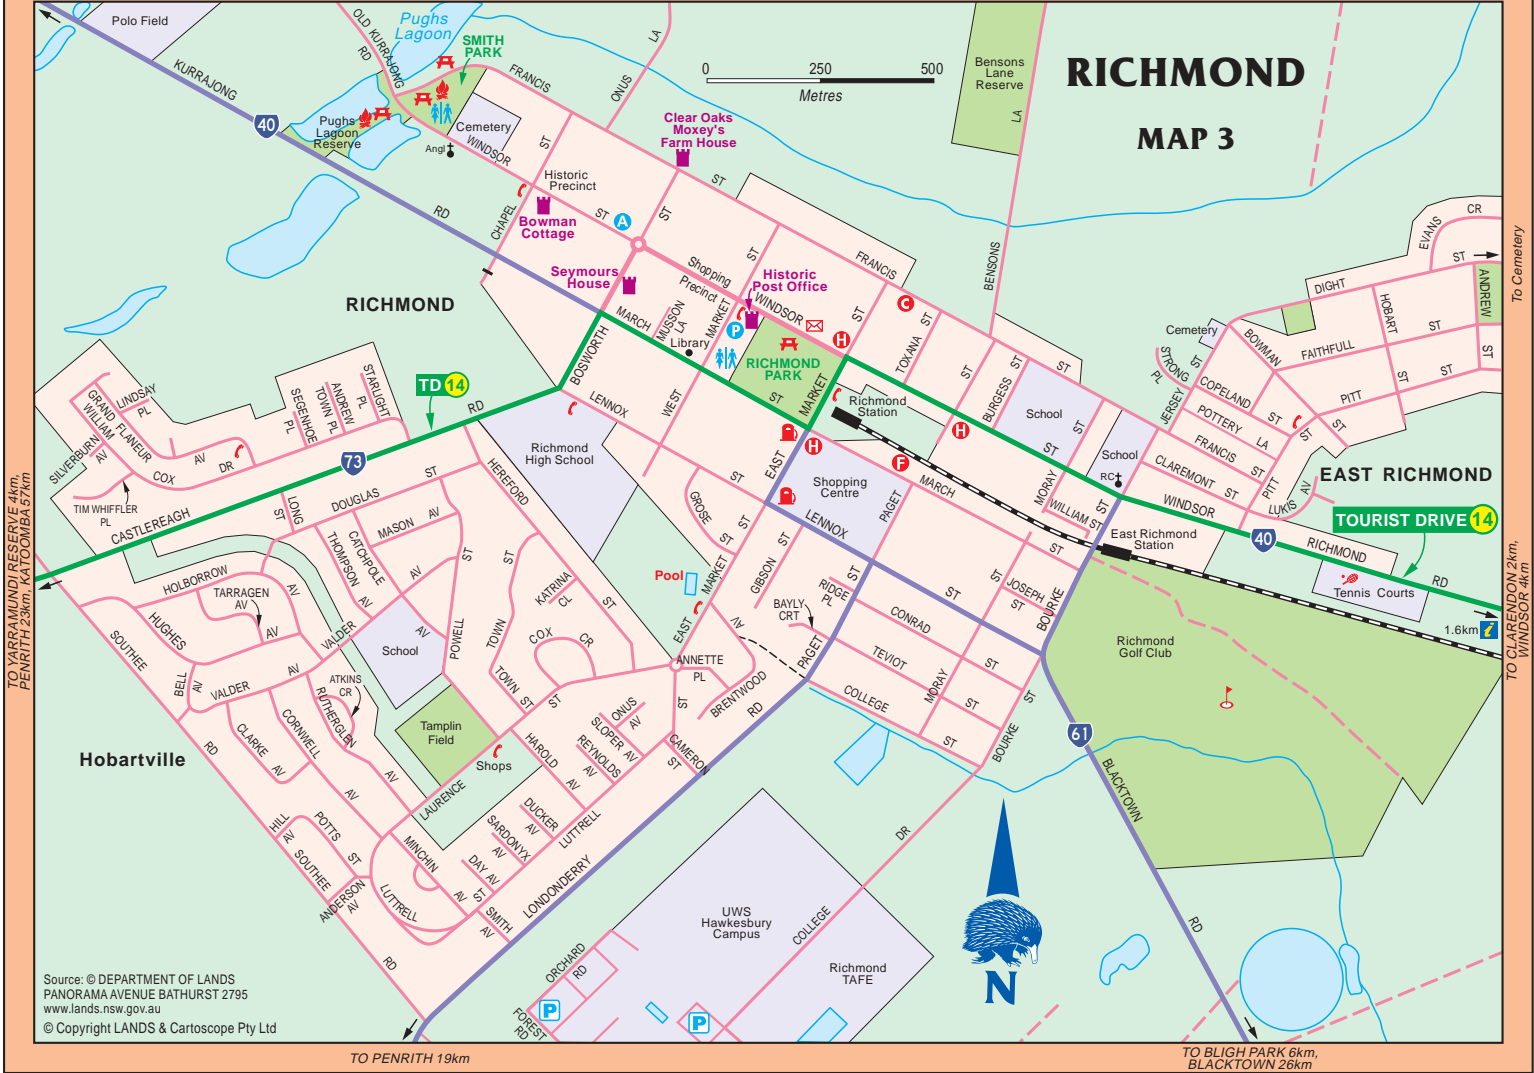 RICHMOND
MAP 3
0 250 500
Metres
Polo Field
OLD KURRAJONG
RD
Pughs
Lagoon
SMITH
PARK
KURRAJONG
RD
40
Pughs
Lagoon
Reserve
Cemetery
Angl
WINDSOR
ST
FRANCIS
ST
ONUS
LA
Bensons
Lane
Reserve
LA
BENSONS
Clear Oaks
Moxey's
Farm House
Historic
Precinct
CHAPEL
ST
Bowman
Cottage
A
ST
Seymours
House
Shopping
Precinct
ST
Historic
Post Office
WINDSOR
FRANCIS
RICHMOND
MARCH
MUSSON
LA
MARKET
P
Library
RICHMOND
PARK
ST
MARKET
H
C
ST
TOXANA
ST
ST
BURGESS
ST
ST
BOSWORTH
LENNOX
WEST
Richmond
Station
School
ST
ST
School
RC
JERSEY
ST
Cemetery
STRONG
PL
COPELAND
ST
POTTERY
LA
FRANCIS
ST
CLAREMONT
ST
WINDSOR
BOWMAN
ST
FAITHFULL
ST
DIGHT
ST
HOBART
ST
PITT
ST
ST
ST
EVANS
CR
ANDREW
ST
To Cemetery
PITT
LUKIS
AV
EAST RICHMOND
TOURIST DRIVE 14
40
RICHMOND
RD
Tennis Courts
1.6km
i
TO CLARENDON 2km,
WINDSOR 4km
TD 14
RD
73
CASTLEREAGH
TO YARRAMUNDI RESERVE 4km,
PENRITH 23km, KATOOMBA 57km
LINDSAY
PL
GRAND
FLANEUR
WILLIAM
SILVERBURN
AV
COX
AV
DR
TIM WHIFFLER
PL
SEGENHOE
PL
TOWN PL
ANDREW
PL
STARLIGHT
PL
Richmond
High School
HEREFORD
ST
LONG
ST
DOUGLAS
ST
MASON
AV
CATCHPOLE
AV
THOMPSON
AV
HOLBORROW
AV
TARRAGEN
AV
AV
HUGHES
SOUTHEE
BELL
AV
VALDER
AV
VALDER
AV
School
POWELL
ST
TOWN
ST
KATRINA
CL
COX
CR
TOWN ST
ST
ATKINS
CR
RUTHERGLEN
AV
CORNWELL
AV
CLARKE
AV
RD
Hobartville
Tamplin
Field
Shops
LAURENCE
HAROLD
AV
ONUS
AV
SLOPER AV
REYNOLDS
AV
DUCKER
AV
SARDONYX
AV
DAY AV
LUTTRELL
ST
SMITH
AV
MINCHIN
AV
LUTTRELL
HILL
AV
POTTS
ST
SOUTHEE
ANDERSON
AV
RD
LONDONDERRY
RD
CAMERON
ST
ST
ANNETTE
PL
BRENTWOOD
AV
Pool
EAST
MARKET
ST
GROSE
ST
ST
EAST
H
F
H
Shopping
Centre
LENNOX
ST
PAGET
MARCH
ST
GIBSON
ST
RIDGE
PL
ST
BAYLY
CRT
PAGET
CONRAD
ST
TEVIOT
ST
COLLEGE
ST
MORAY
ST
JOSEPH
ST
MORAY
WILLIAM ST
ST
East Richmond
Station
BOURKE
ST
BOURKE
Richmond
Golf Club
61
BLACKTOWN
RD
COLLEGE
DR
UWS
Hawkesbury
Campus
Richmond
TAFE
ORCHARD
RD
FOREST
RD
P
P
N
Source: © DEPARTMENT OF LANDS
PANORAMA AVENUE BATHURST 2795
www.lands.nsw.gov.au
© Copyright LANDS & Cartoscope Pty Ltd
TO PENRITH 19km
TO BLIGH PARK 6km,
BLACKTOWN 26km